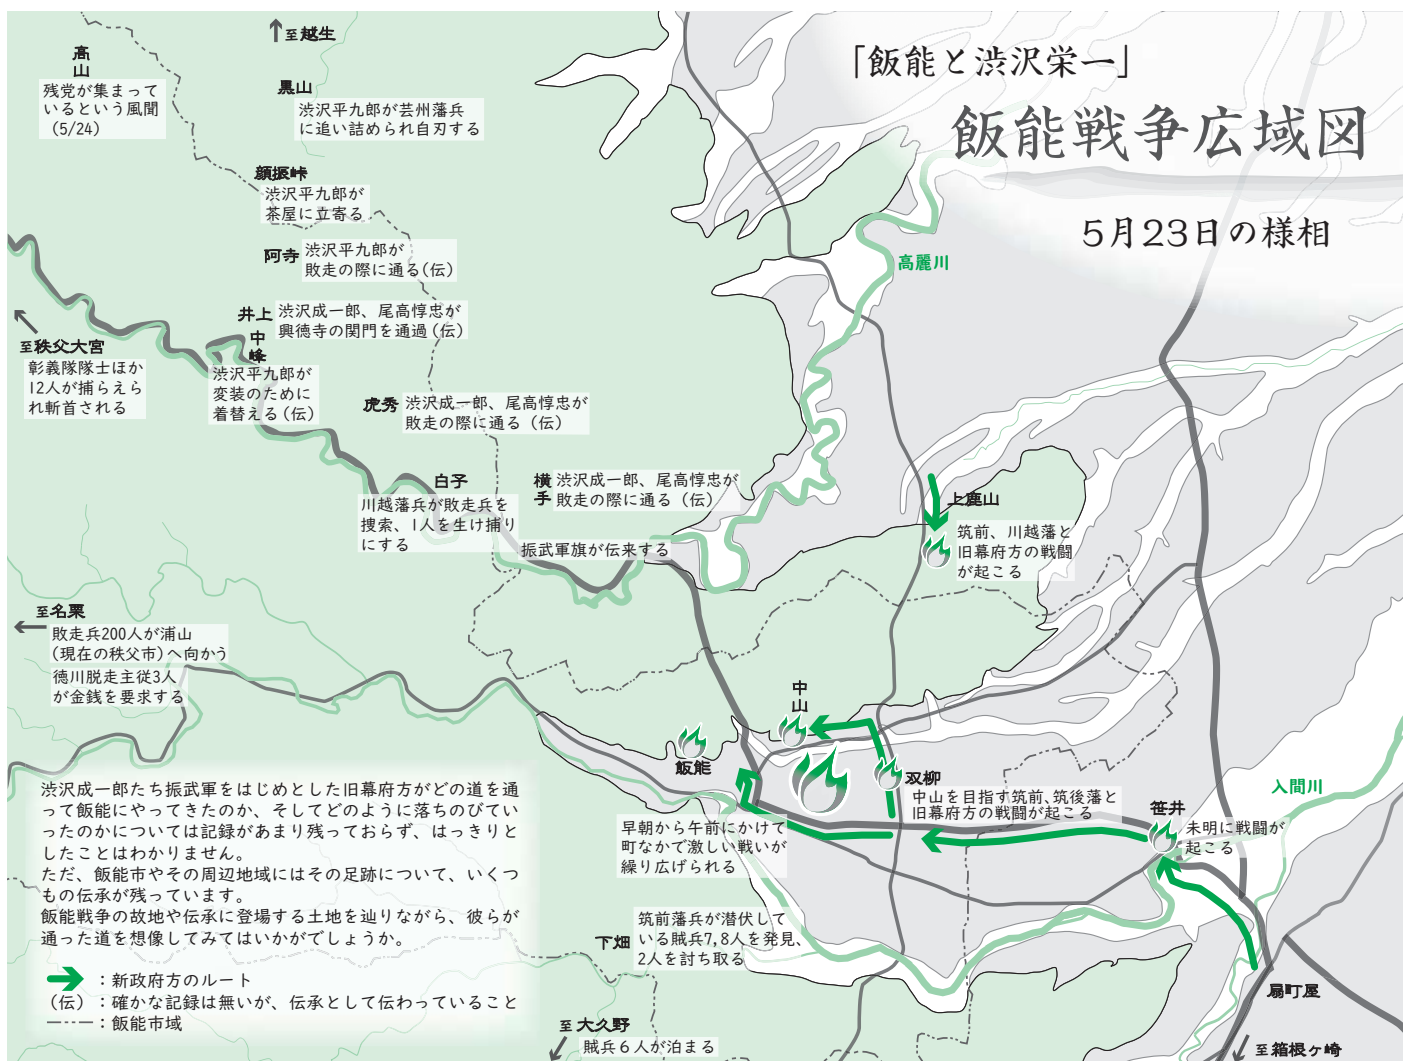 「飯能と渋沢栄一」
飯能戦争広域図
5月23日の様相
至越生
高山
残党が集まって
いるという風聞
（5/24）
黒山
渋沢平九郎が芸州藩兵
に追い詰められ自刃する
顔振峠
渋沢平九郎が
茶屋に立寄る
阿寺
渋沢平九郎が
敗走の際に通る(伝)
井上
渋沢成一郎、尾高惇忠が
興徳寺の関門を通過(伝)
中峰
渋沢平九郎が
変装のために
着替える(伝)
至秩父大宮
彰義隊隊士ほか
12人が捕らえら
れ斬首される
虎秀
渋沢成一郎、尾高惇忠が
敗走の際に通る（伝）
白子
川越藩兵が敗走兵を
捜索、1人を生け捕り
にする
横手
渋沢成一郎、尾高惇忠が
敗走の際に通る（伝）
振武軍旗が伝来する
高麗川
上鹿山
筑前、川越藩と
旧幕府方の戦闘
が起こる
至名栗
敗走兵200人が浦山
(現在の秩父市)へ向かう
徳川脱走主従3人
が金銭を要求する
中山
飯能
双柳
中山を目指す筑前、筑後藩と
旧幕府方の戦闘が起こる
早朝から午前にかけて
町なかで激しい戦いが
繰り広げられる
笹井
未明に戦闘が
起こる
入間川
下畑
筑前藩兵が潜伏して
いる賊兵7,8人を発見、
2人を討ち取る
扇町屋
至箱根ヶ崎
至大久野
賊兵6人が泊まる
渋沢成一郎たち振武軍をはじめとした旧幕府方がどの道を通
って飯能にやってきたのか、そしてどのように落ちのびてい
ったのかについては記録があまり残っておらず、はっきりと
したことはわかりません。
ただ、飯能市やその周辺地域にはその足跡について、いくつ
もの伝承が残っています。
飯能戦争の故地や伝承に登場する土地を辿りながら、彼らが
通った道を想像してみてはいかがでしょうか。
：新政府方のルート
(伝)：確かな記録は無いが、伝承として伝わっていること
：飯能市域